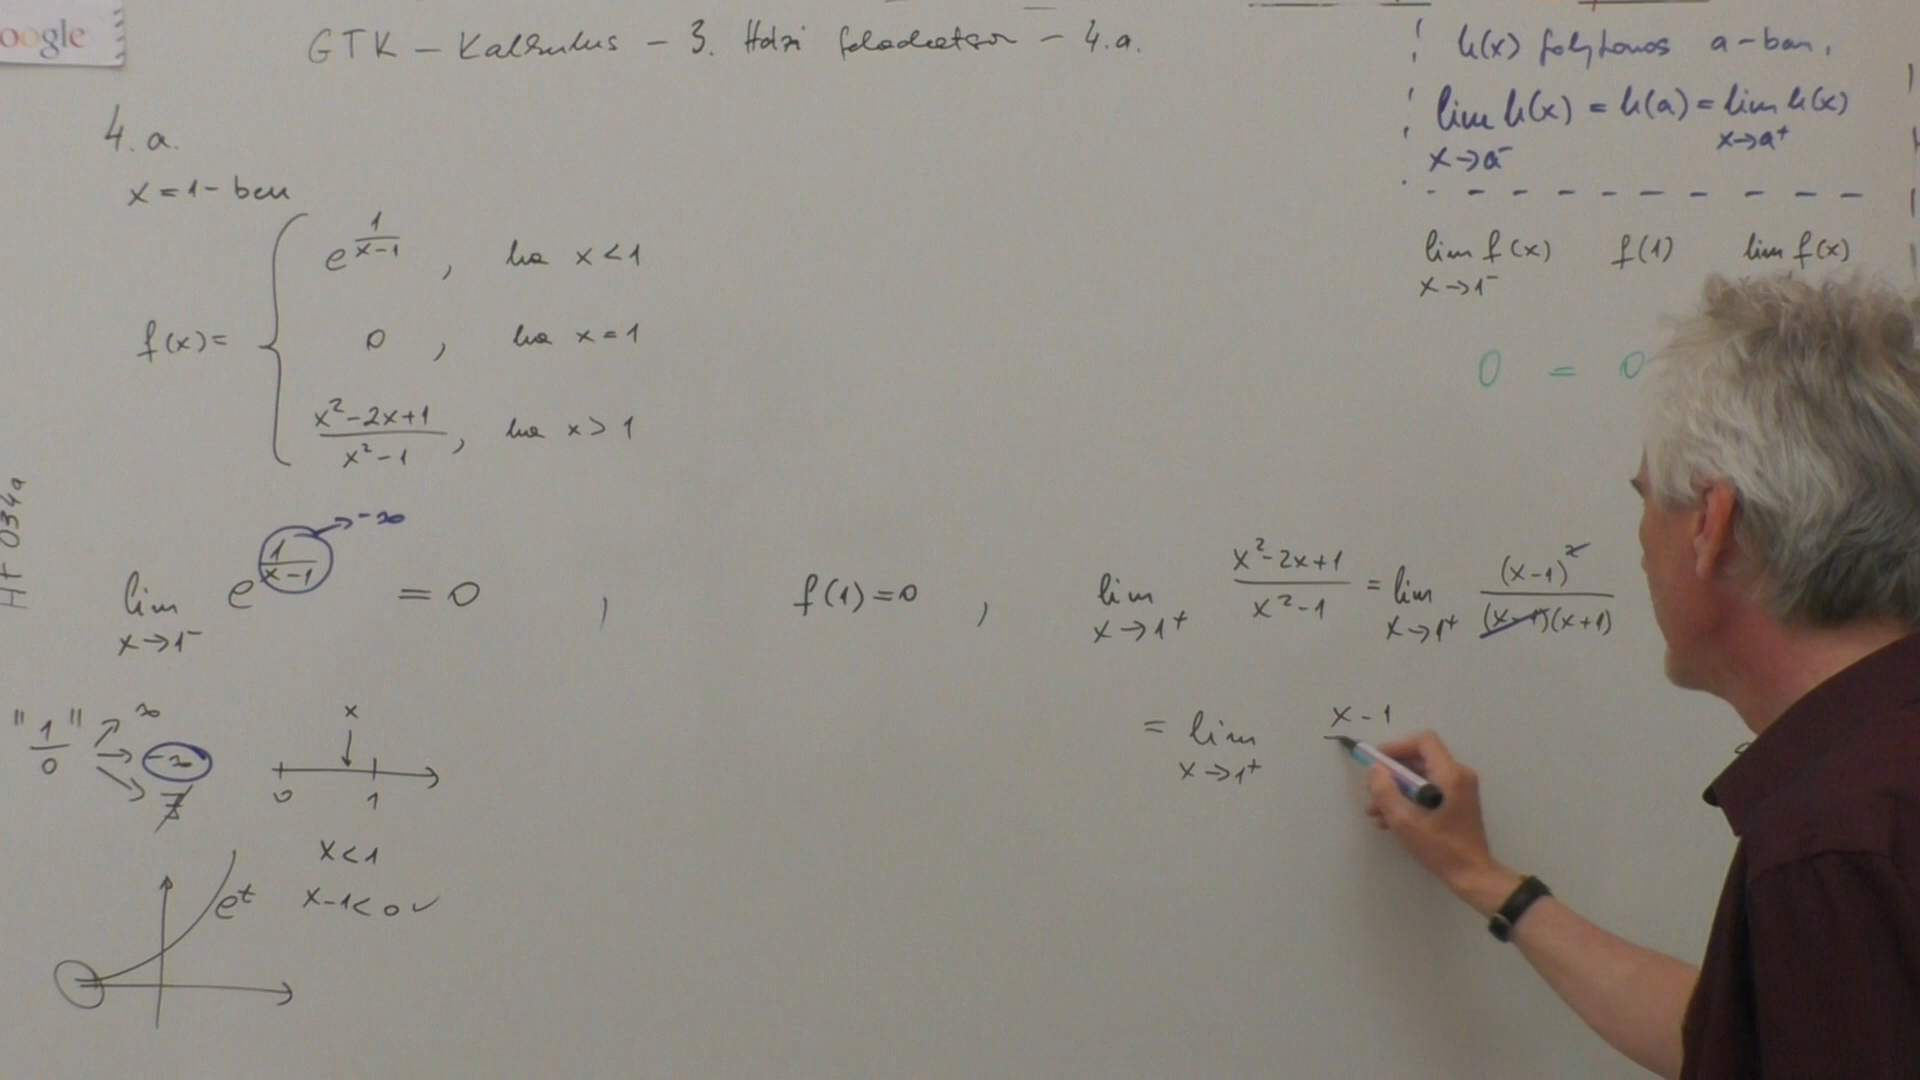 oogle
GTK – Kalkulus – 3. Házi feladatsor – 4.a.
h(x) folytonos a-ban,
lim h(x) = h(a) = lim h(x)
x→a⁻ x→a⁺
4.a.
x = 1-ben
lim f(x) f(1) lim f(x)
x→1⁻
0 = 0
f(x) =
e^(1/(x-1)) , ha x < 1
0 , ha x = 1
(x²-2x+1)/(x²-1) , ha x > 1
HF 034a
lim e^(1/(x-1)) → -∞ = 0 ,
x→1⁻
f(1) = 0 ,
lim (x²-2x+1)/(x²-1) = lim (x-1)²/((x-1)(x+1))
x→1⁺ x→1⁺
= lim x-1
x→1⁺
"1/0" ∞
-∞
∄
x
0 1
x < 1
x-1 < 0 ✓
eᵗ